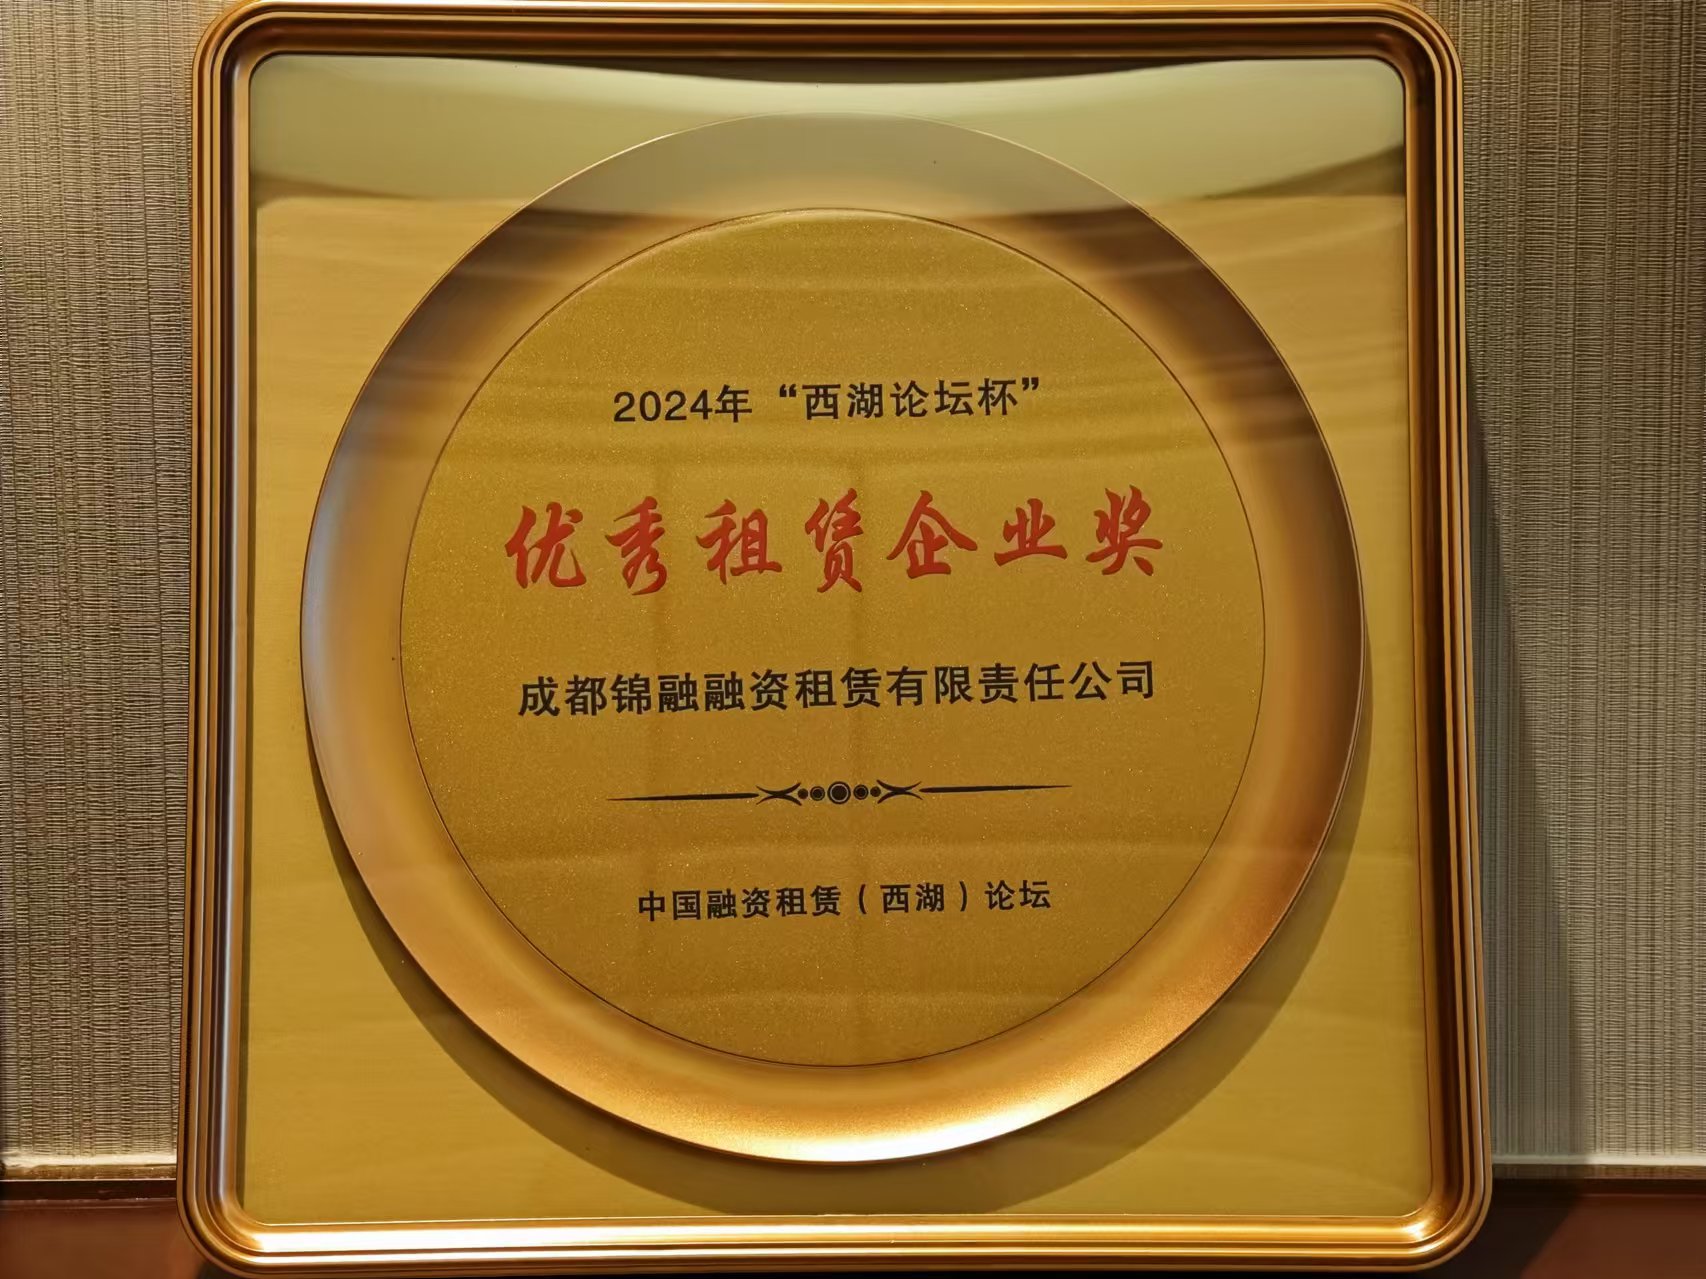 2024年“西湖论坛杯”
优秀租赁企业奖
成都锦融融资租赁有限责任公司
中国融资租赁（西湖）论坛